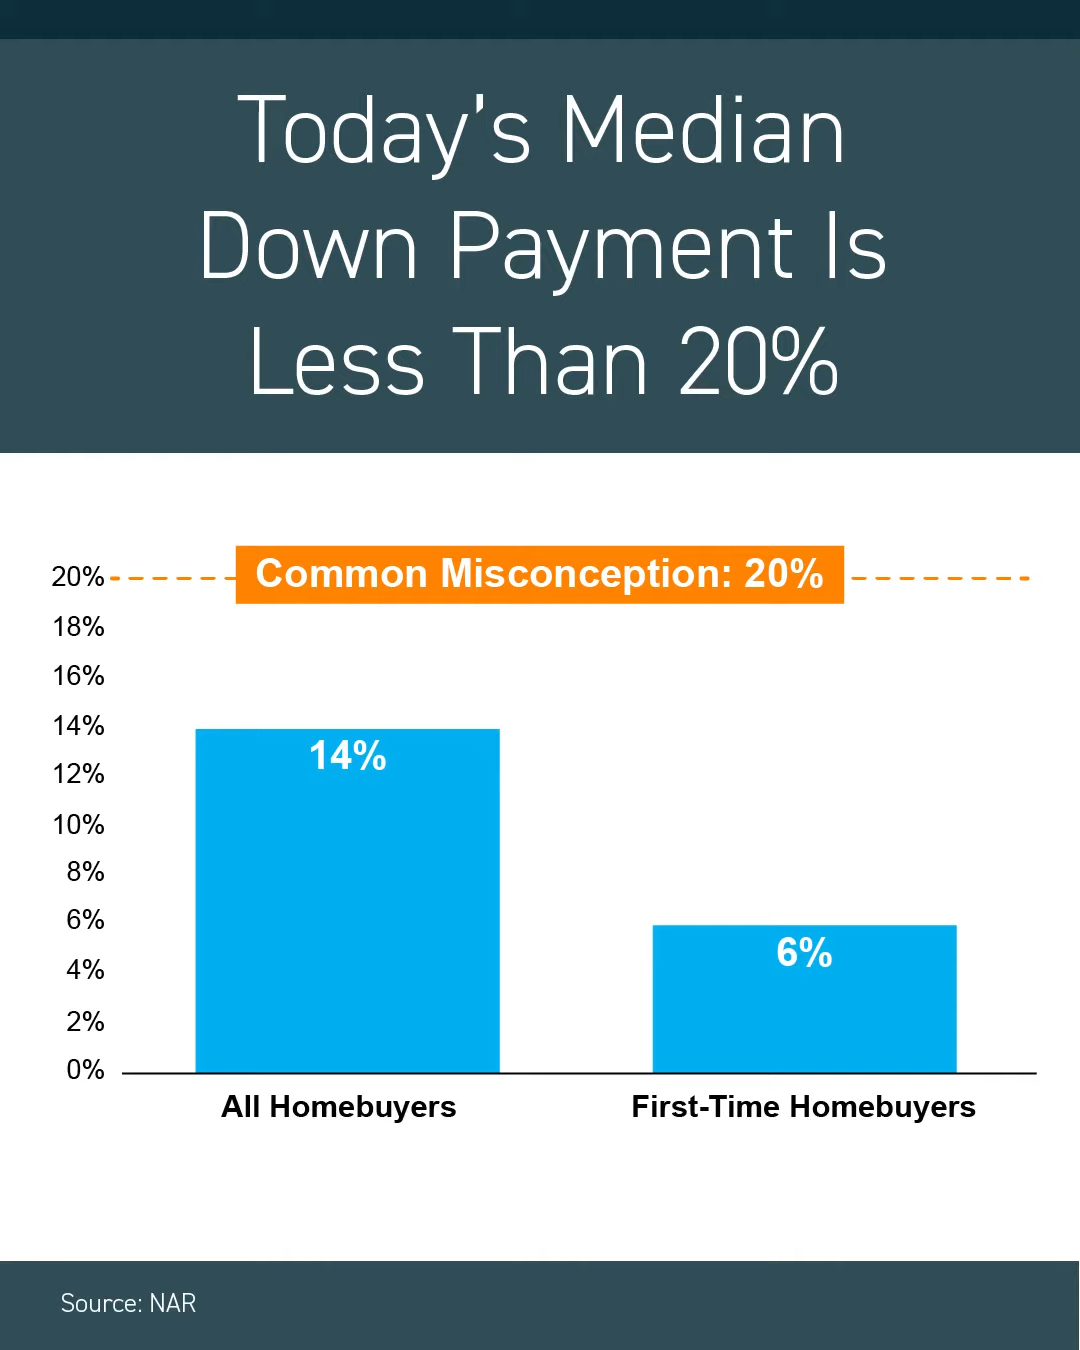 Today's Median
Down Payment Is
Less Than 20%
Common Misconception: 20%
20%
18%
16%
14%
12%
10%
8%
6%
4%
2%
0%
14%
6%
All Homebuyers
First-Time Homebuyers
Source: NAR